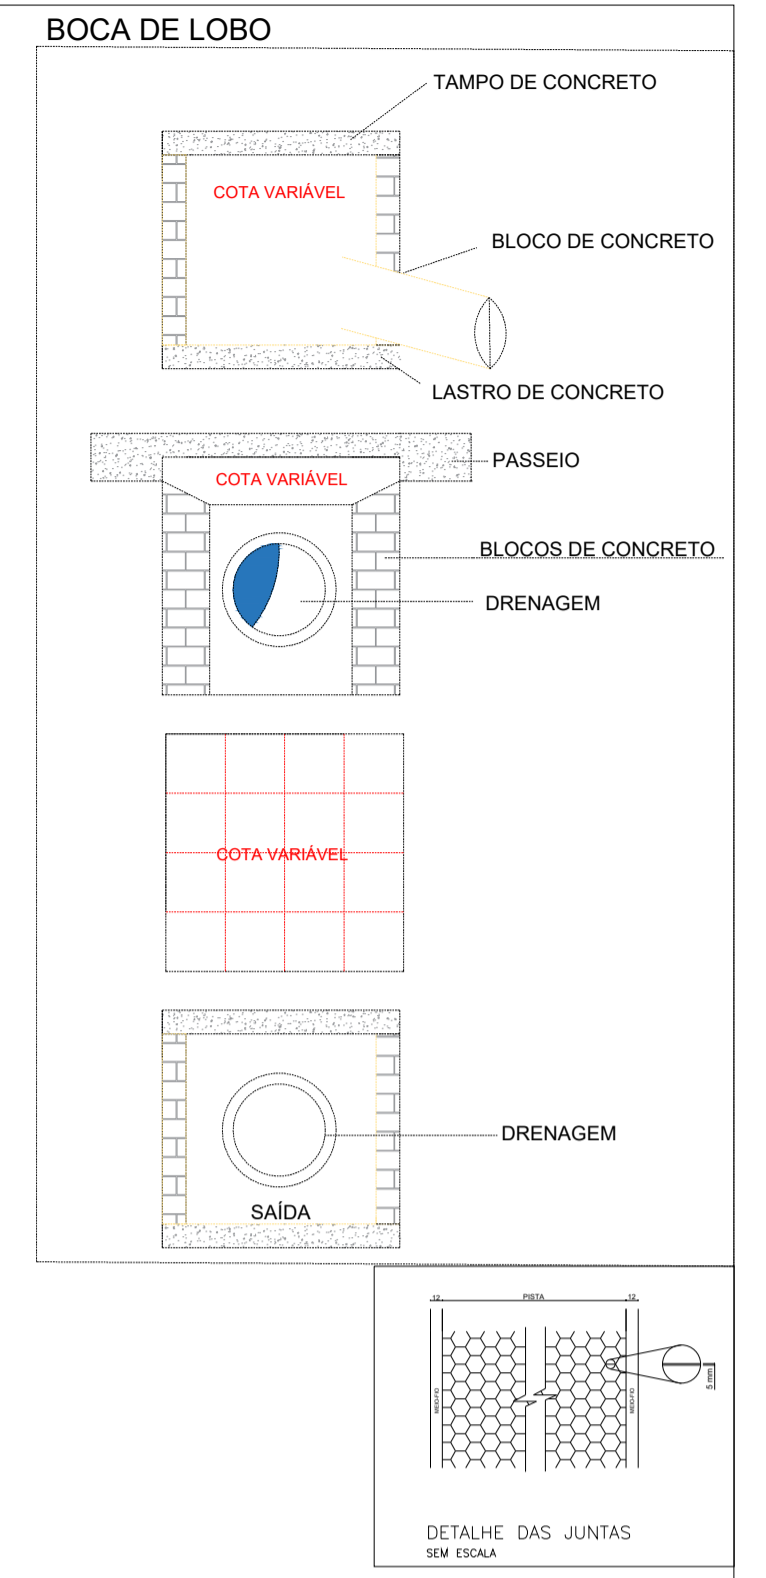 BOCA DE LOBO
TAMPO DE CONCRETO
COTA VARIÁVEL
BLOCO DE CONCRETO
LASTRO DE CONCRETO
PASSEIO
COTA VARIÁVEL
BLOCOS DE CONCRETO
DRENAGEM
COTA VARIÁVEL
DRENAGEM
SAÍDA
12 PISTA 12
MEIO-FIO
MEIO-FIO
5 mm
DETALHE DAS JUNTAS
SEM ESCALA